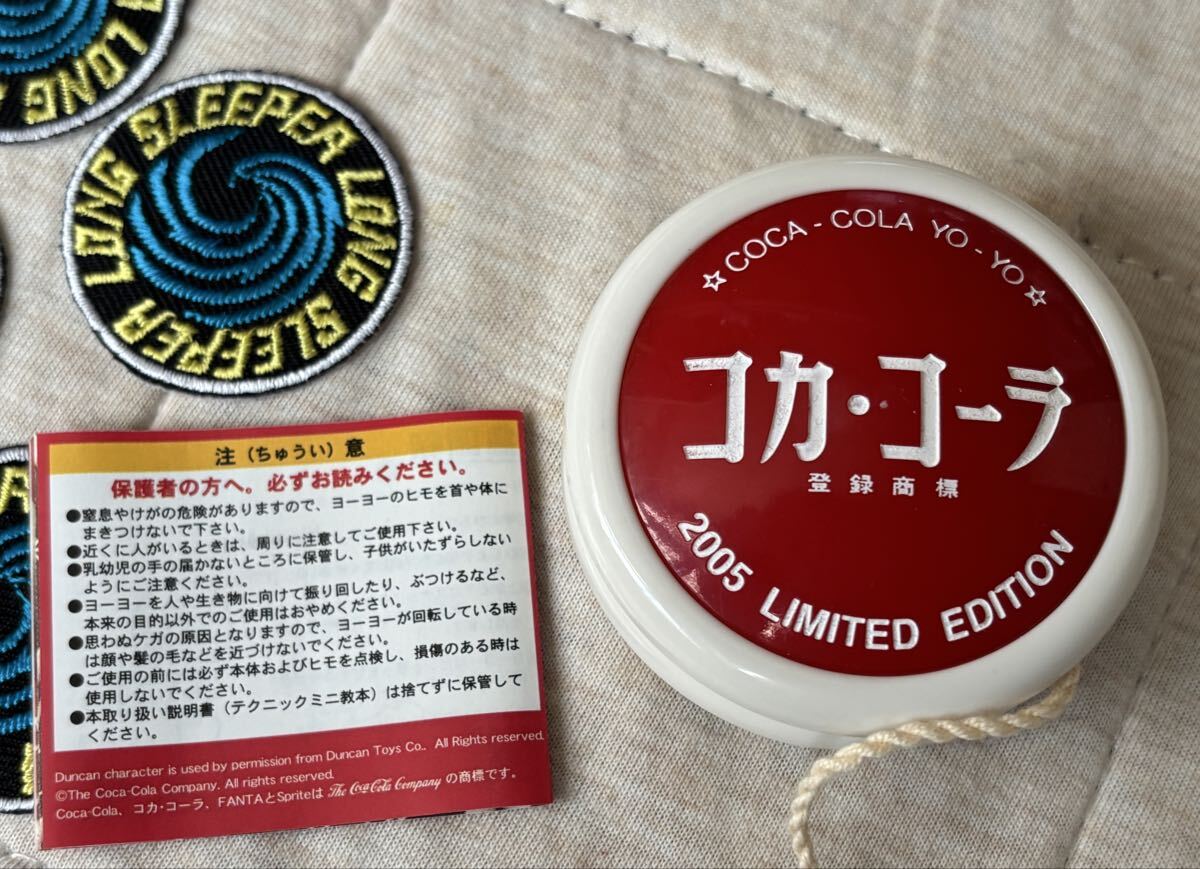 LONG
LONG SLEEPER LONG SLEEPER
注(ちゅうい)意
保護者の方へ。必ずお読みください。
●窒息やけがの危険がありますので、ヨーヨーのヒモを首や体に
まきつけないで下さい。
●近くに人がいるときは、周りに注意してご使用下さい。
●乳幼児の手の届かないところに保管し、子供がいたずらしない
ようにご注意ください。
●ヨーヨーを人や生き物に向けて振り回したり、ぶつけるなど、
本来の目的以外でのご使用はおやめください。
●思わぬケガの原因となりますので、ヨーヨーが回転している時
は顔や髪の毛などを近づけないでください。
●ご使用の前には必ず本体およびヒモを点検し、損傷のある時は
使用しないでください。
●本取り扱い説明書(テクニックミニ教本)は捨てずに保管して
ください。
Duncan character is used by permission from Duncan Toys Co.. All Rights reserved.
©The Coca-Cola Company. All rights reserved.
Coca-Cola、コカ・コーラ、FANTAとSpriteは The Coca-Cola Company の商標です。
☆COCA-COLA YO-YO☆
コカ・コーラ
登録商標
2005 LIMITED EDITION